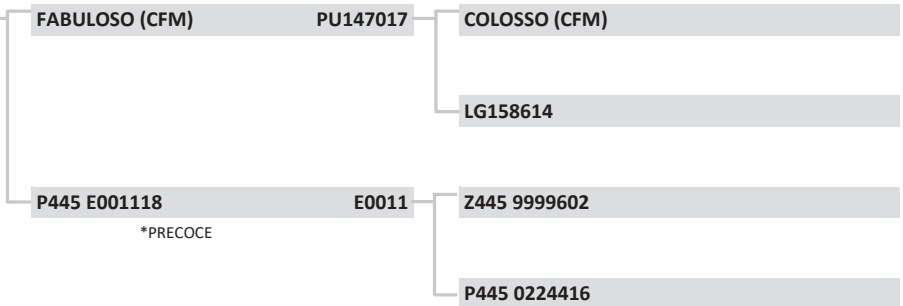 FABULOSO (CFM) PU147017 COLOSSO (CFM)
LG158614
P445 E001118 E0011 Z445 9999602
*PRECOCE
P445 0224416